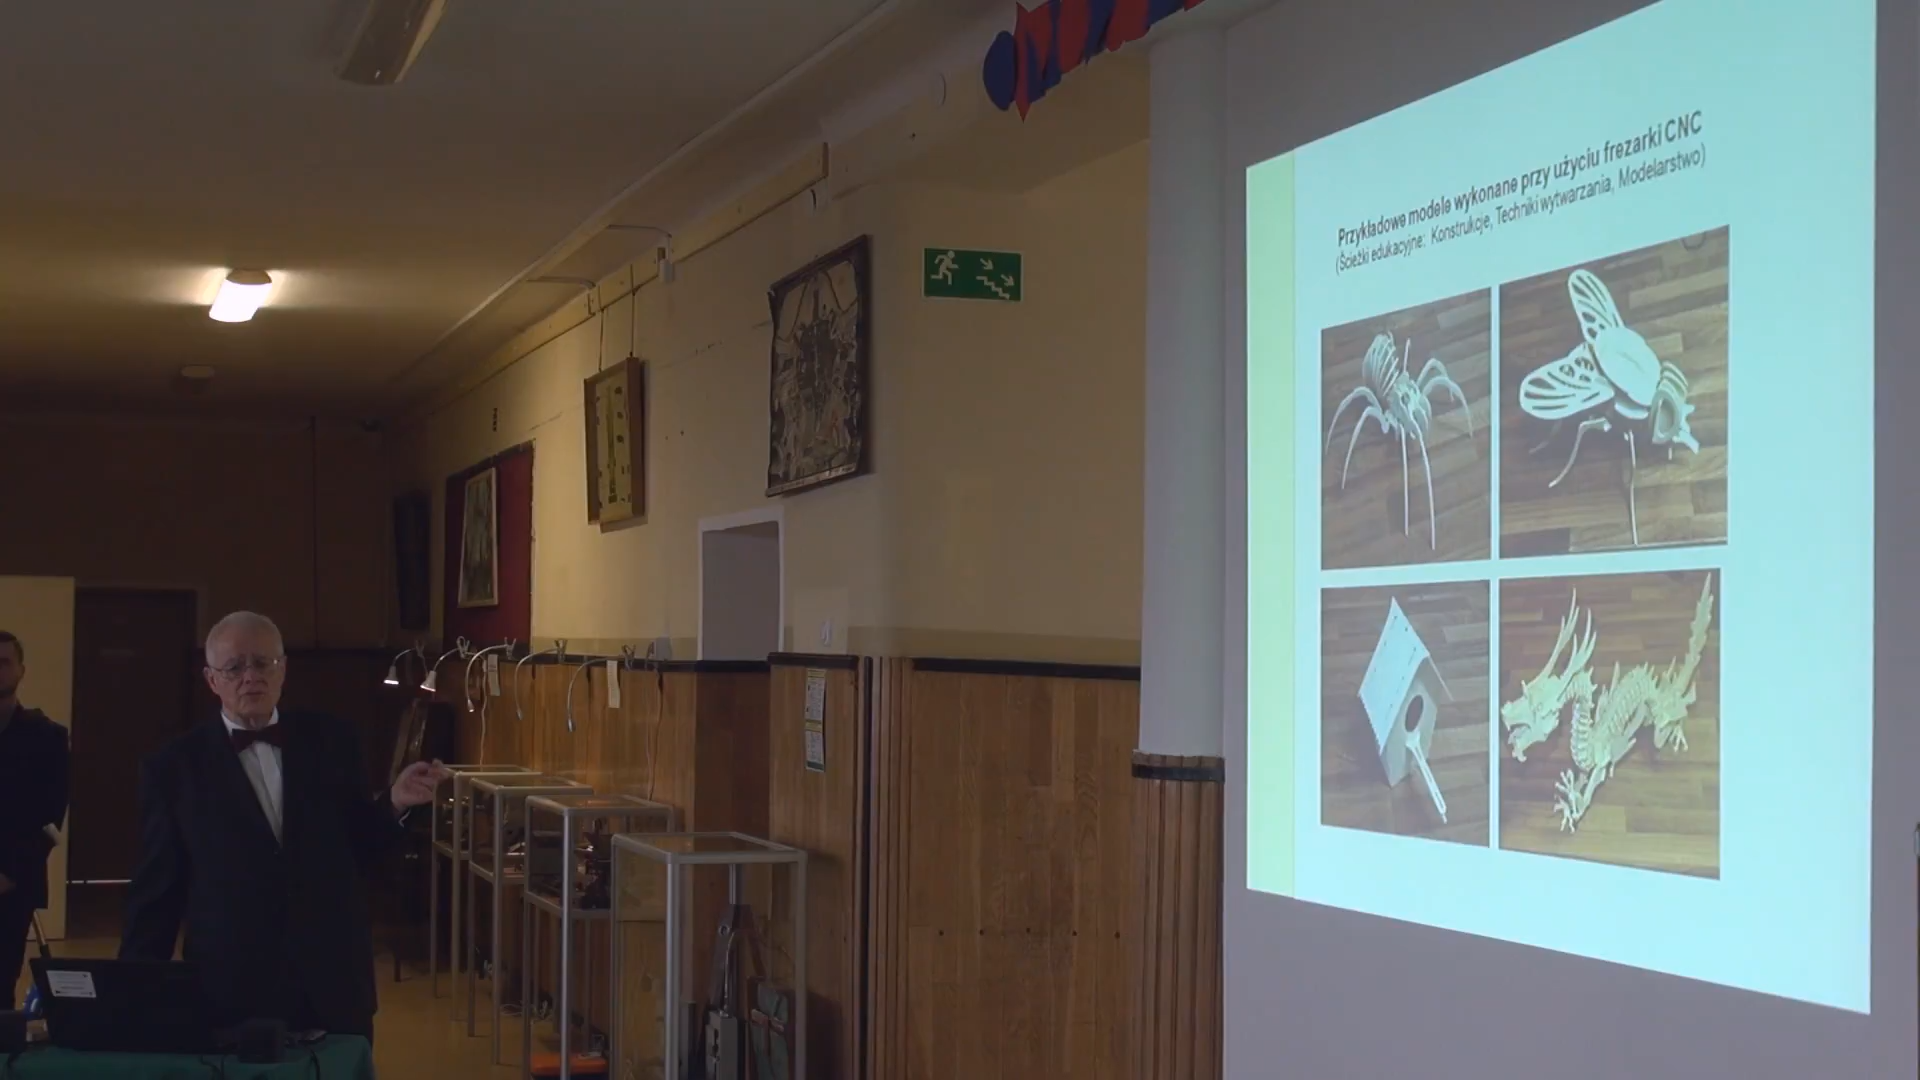 Przykładowe modele wykonane przy użyciu frezarki CNC
(Ścieżki edukacyjne: Konstrukcje, Techniki wytwarzania, Modelarstwo)